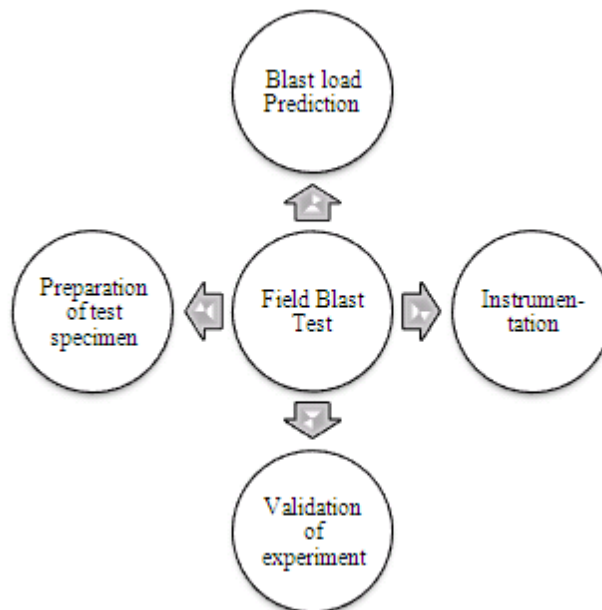 Blast load
Prediction
Preparation
of test
specimen
Field Blast
Test
Instrumen-
tation
Validation
of
experiment